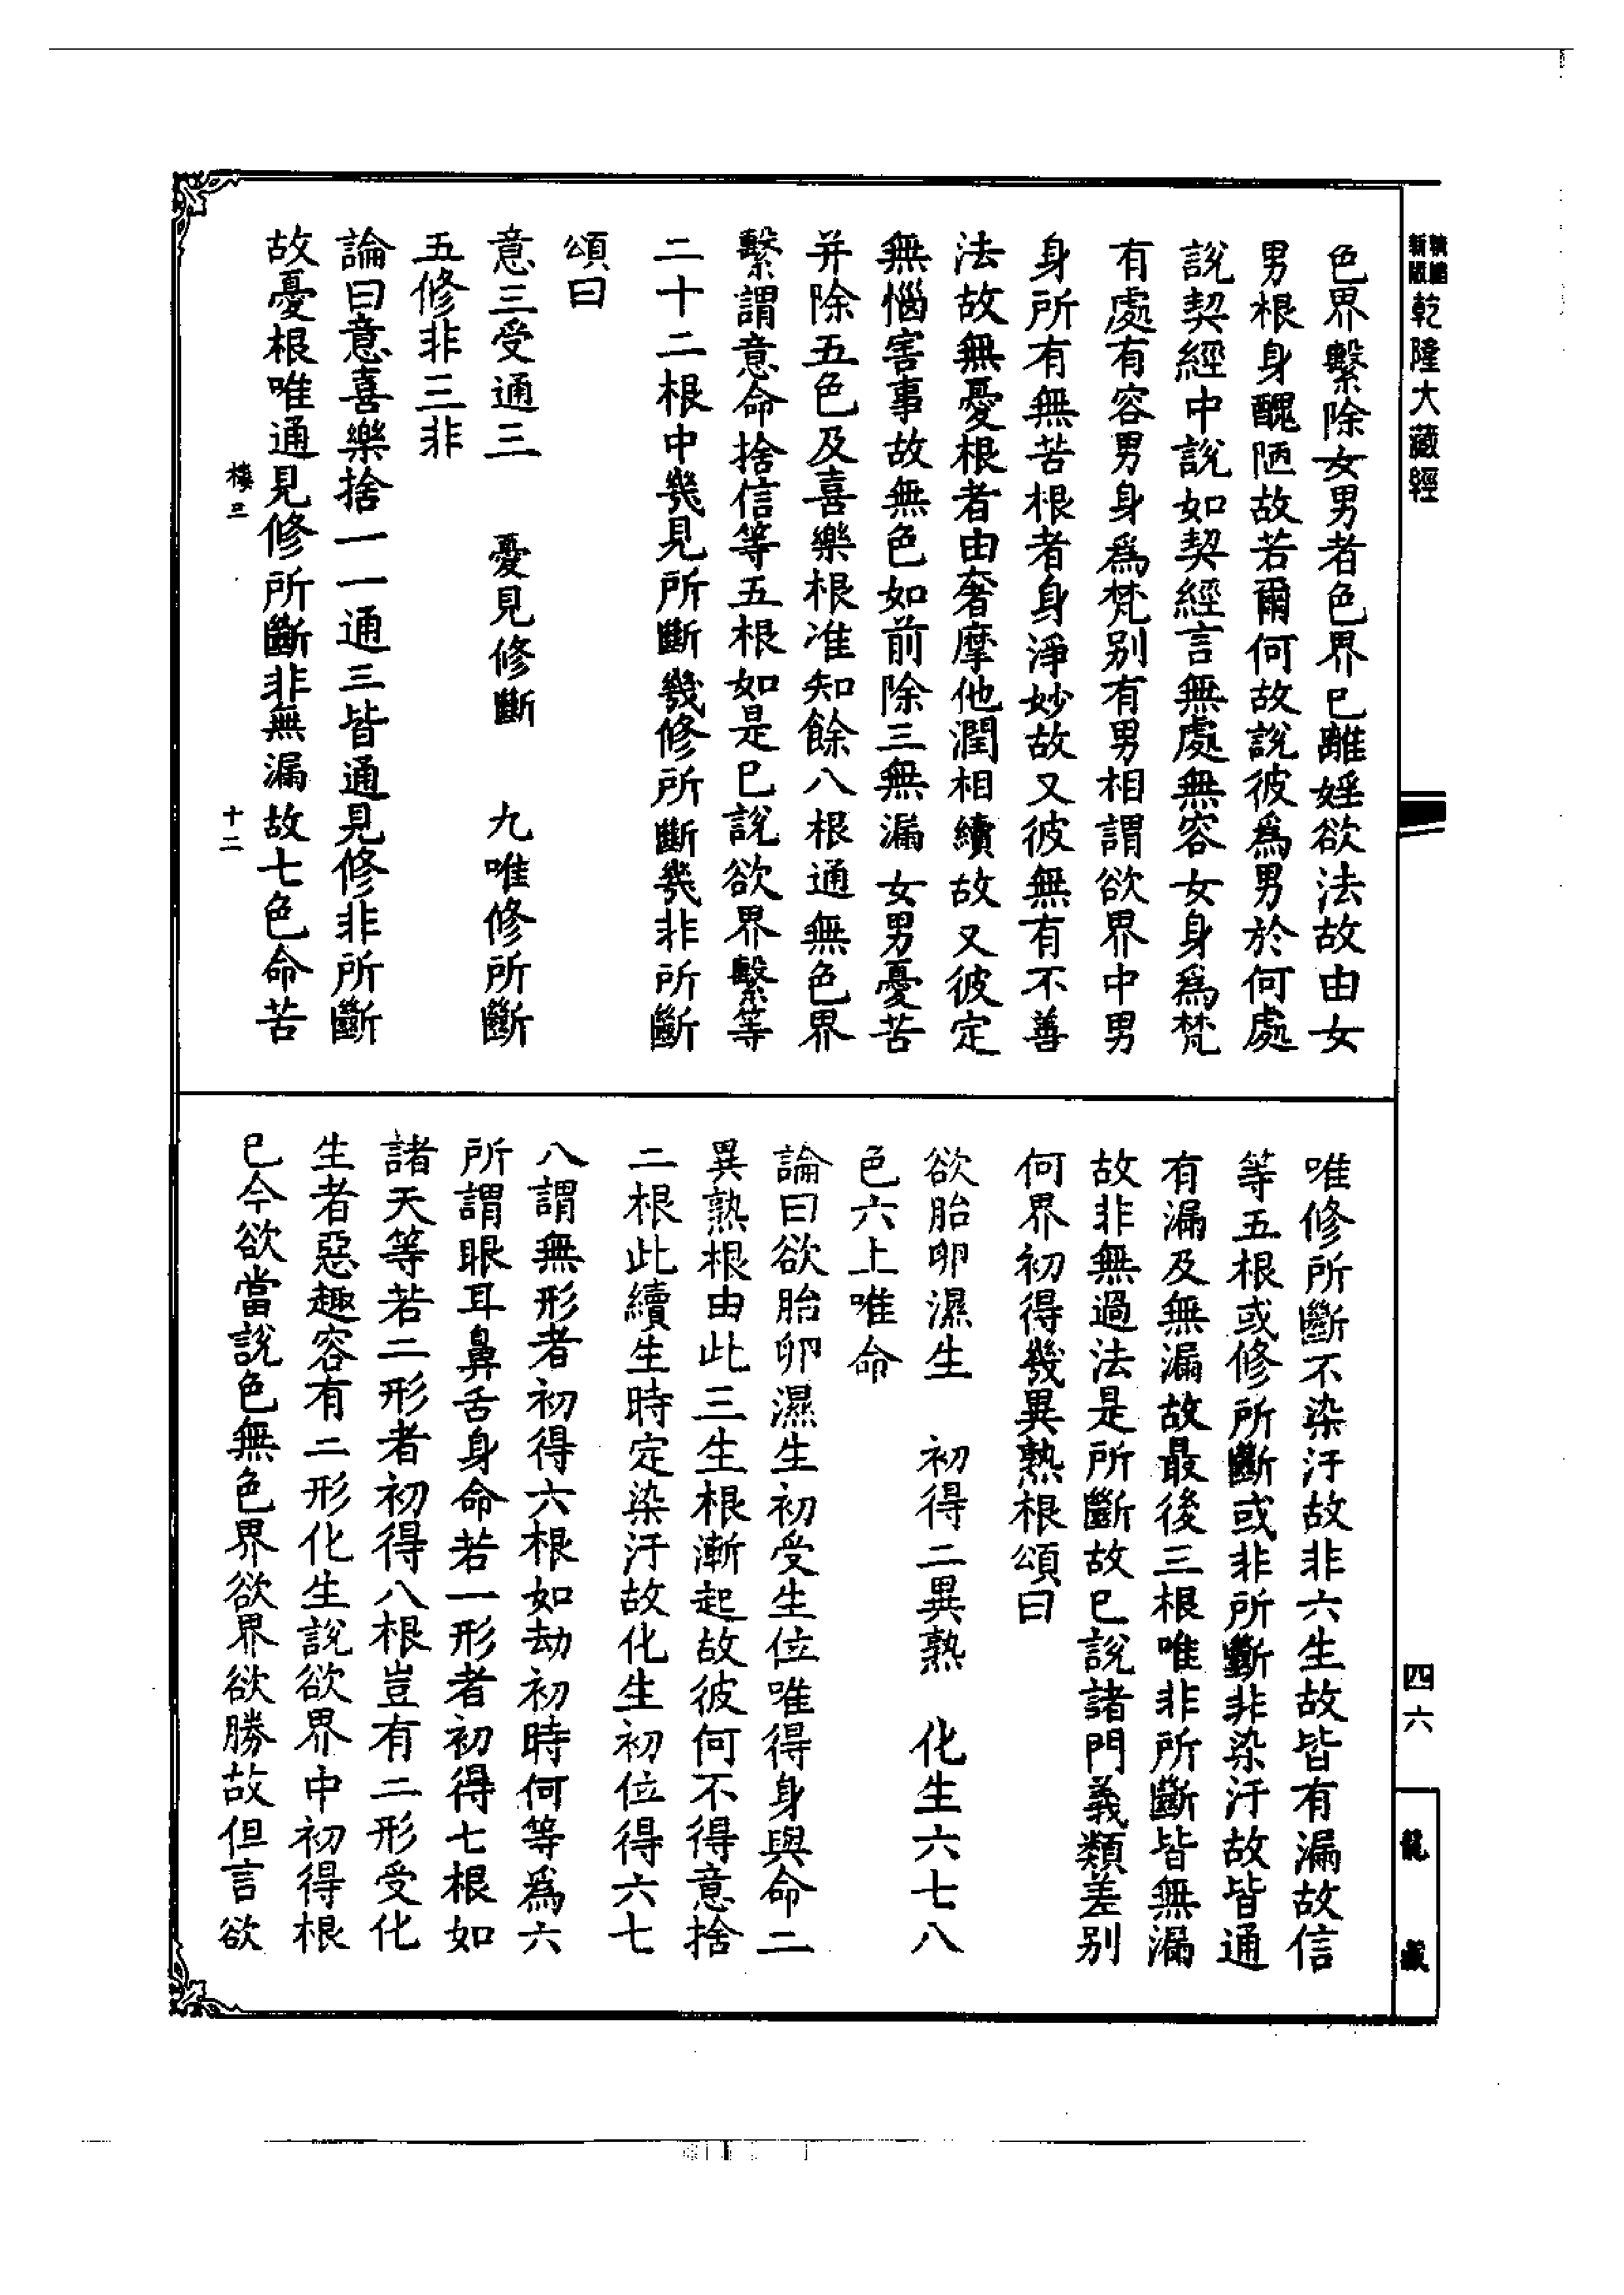 新版乾隆大藏經
色界繫除女男者色界已離婬欲法故由女
男根身醜陋故若爾何故說彼爲男於何處
說契經中說如契經言無處無容女身爲梵
有處有容男身爲梵别有男相謂欲界中男
身所有無苦根者身淨妙故又彼無有不善
法故無憂根者由奢摩他潤相續故又彼定
無惱害事故無色如前除三無漏女男憂苦
并除五色及喜樂根准知餘八根通無色界
繫謂意命捨信等五根如是已說欲界繫等
二十二根中幾見所斷幾修所斷幾非所斷
頌曰
意三受通三　憂見修斷　九唯修所斷
五修非三非
論曰意喜樂捨一一通三皆通見修非所斷
故憂根唯通見修所斷非無漏故七色命苦
樓三　十二
唯修所斷不染汙故非六生故皆有漏故信
等五根或修所斷或非所斷非染汙故皆通
有漏及無漏故最後三根唯非所斷皆無漏
故非無過法是所斷故已說諸門義類差别
何界初得幾異熟根頌曰
欲胎卵濕生　初得二異熟　化生六七八
色六上唯命
論曰欲胎卵濕生初受生位唯得身與命二
異熟根由此三生根漸起故彼何不得意捨
二根此續生時定染汙故化生初位得六七
八謂無形者初得六根如劫初時何等爲六
所謂眼耳鼻舌身命若一形者初得七根如
諸天等若二形者初得八根豈有二形受化
生者惡趣容有二形化生說欲界中初得根
已今欲當說色無色界欲界欲勝故但言欲
四六
龍藏